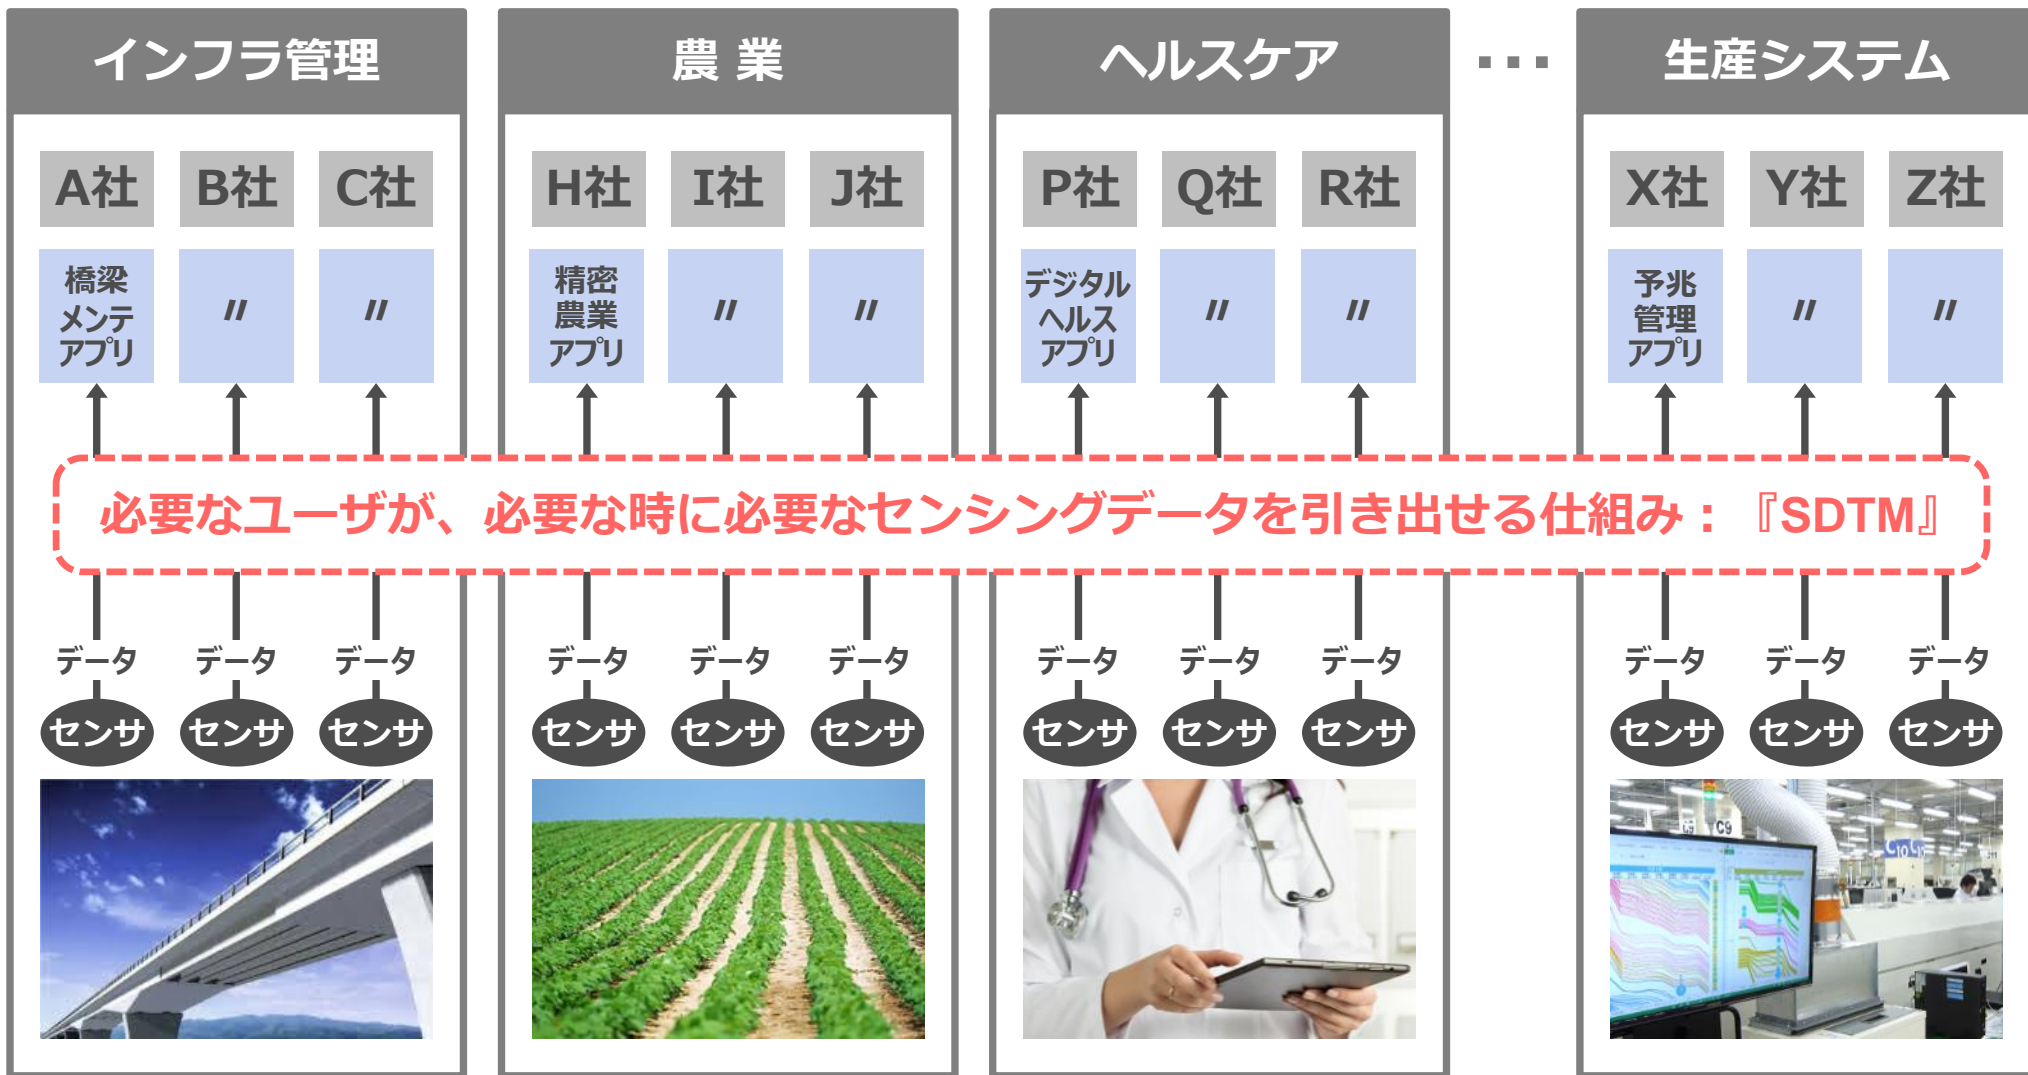 インフラ管理
農 業
ヘルスケア
...
生産システム
A社
B社
C社
H社
I社
J社
P社
Q社
R社
X社
Y社
Z社
橋梁
メンテ
アプリ
〃
〃
精密
農業
アプリ
〃
〃
デジタル
ヘルス
アプリ
〃
〃
予兆
管理
アプリ
〃
〃
必要なユーザが、必要な時に必要なセンシングデータを引き出せる仕組み：『SDTM』
データ
データ
データ
データ
データ
データ
データ
データ
データ
データ
データ
データ
センサ
センサ
センサ
センサ
センサ
センサ
センサ
センサ
センサ
センサ
センサ
センサ
C9
C9
C10
C10